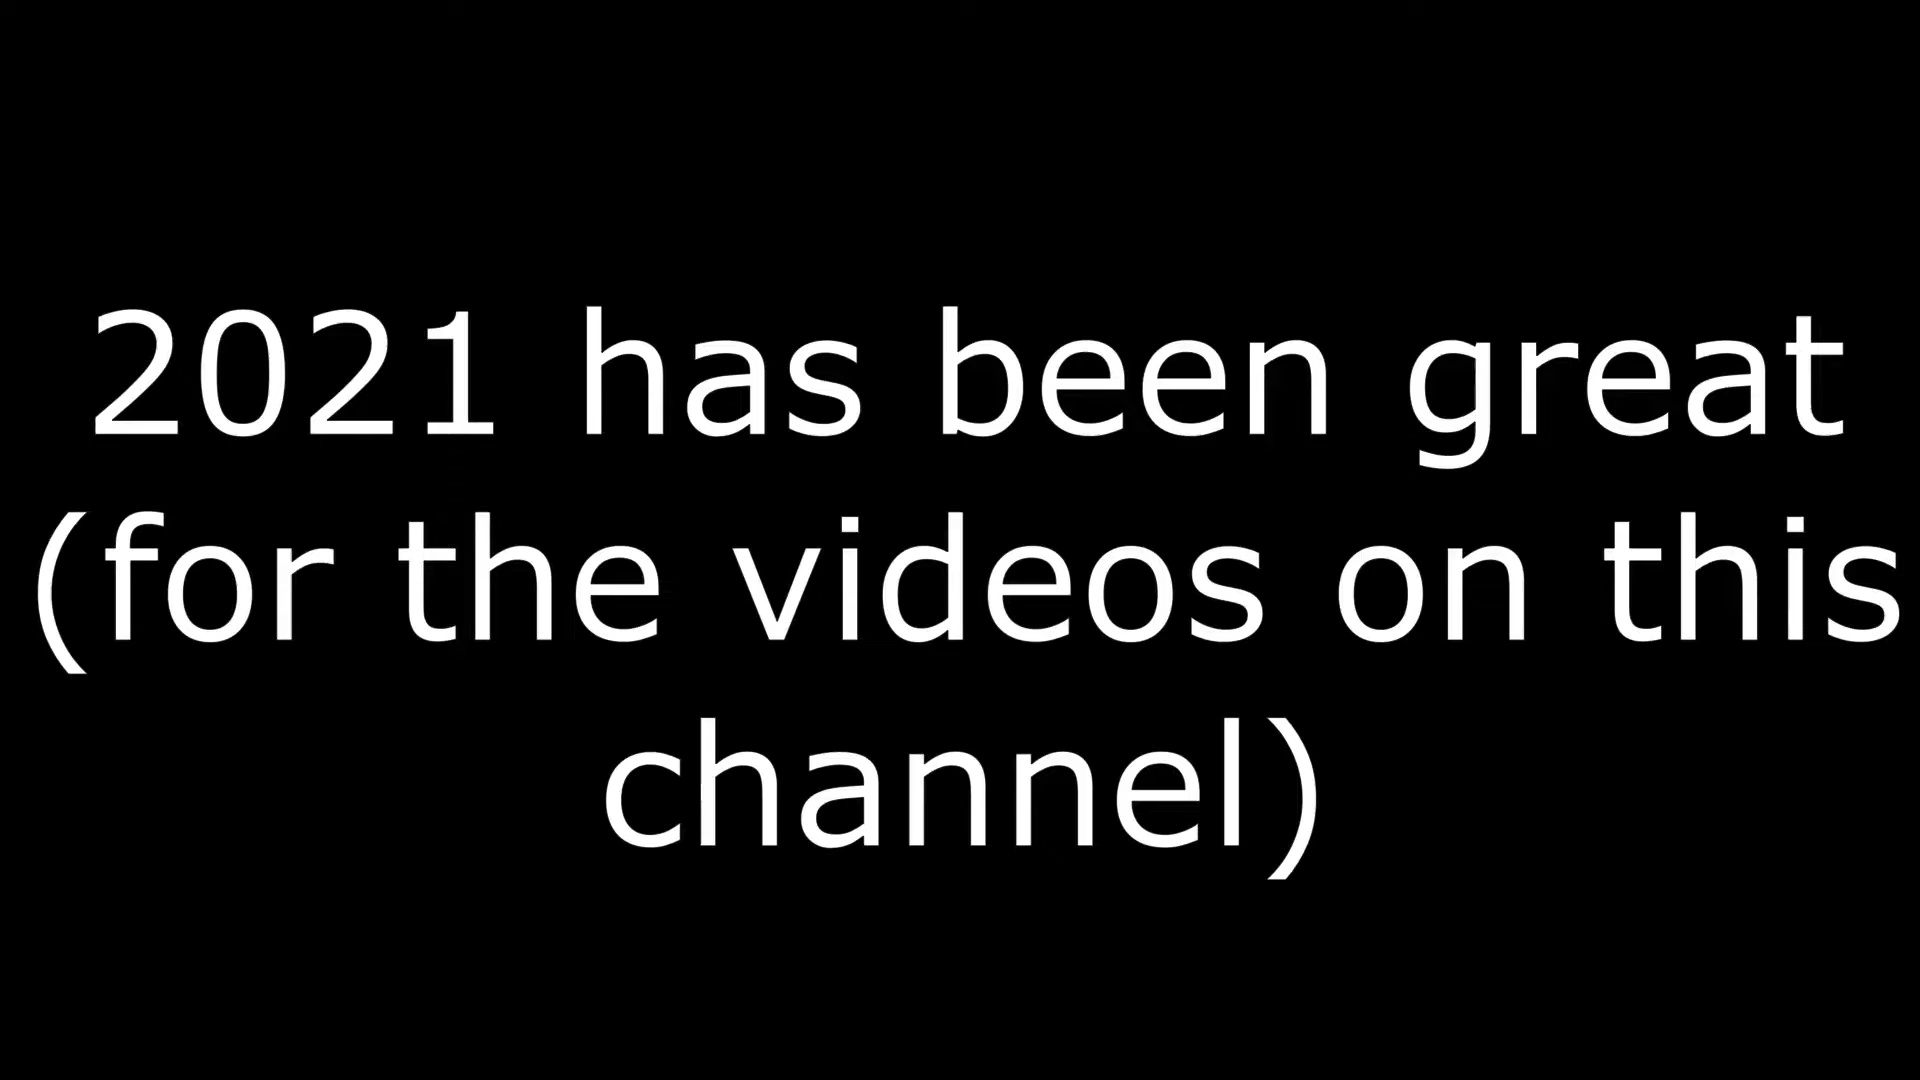 2021 has been great
(for the videos on this
channel)